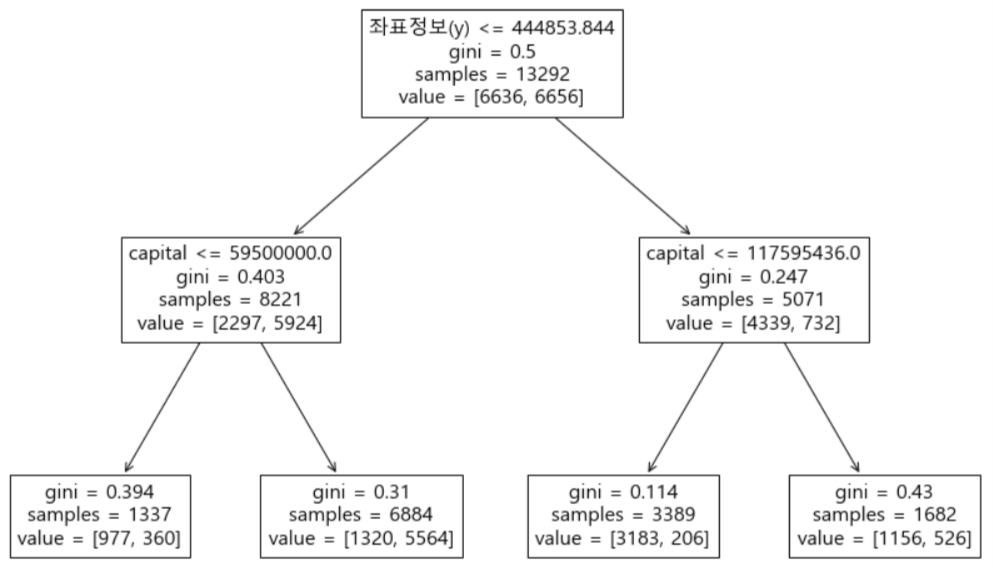 좌표정보(y) <= 444853.844
gini = 0.5
samples = 13292
value = [6636, 6656]
capital <= 59500000.0
gini = 0.403
samples = 8221
value = [2297, 5924]
capital <= 117595436.0
gini = 0.247
samples = 5071
value = [4339, 732]
gini = 0.394
samples = 1337
value = [977, 360]
gini = 0.31
samples = 6884
value = [1320, 5564]
gini = 0.114
samples = 3389
value = [3183, 206]
gini = 0.43
samples = 1682
value = [1156, 526]